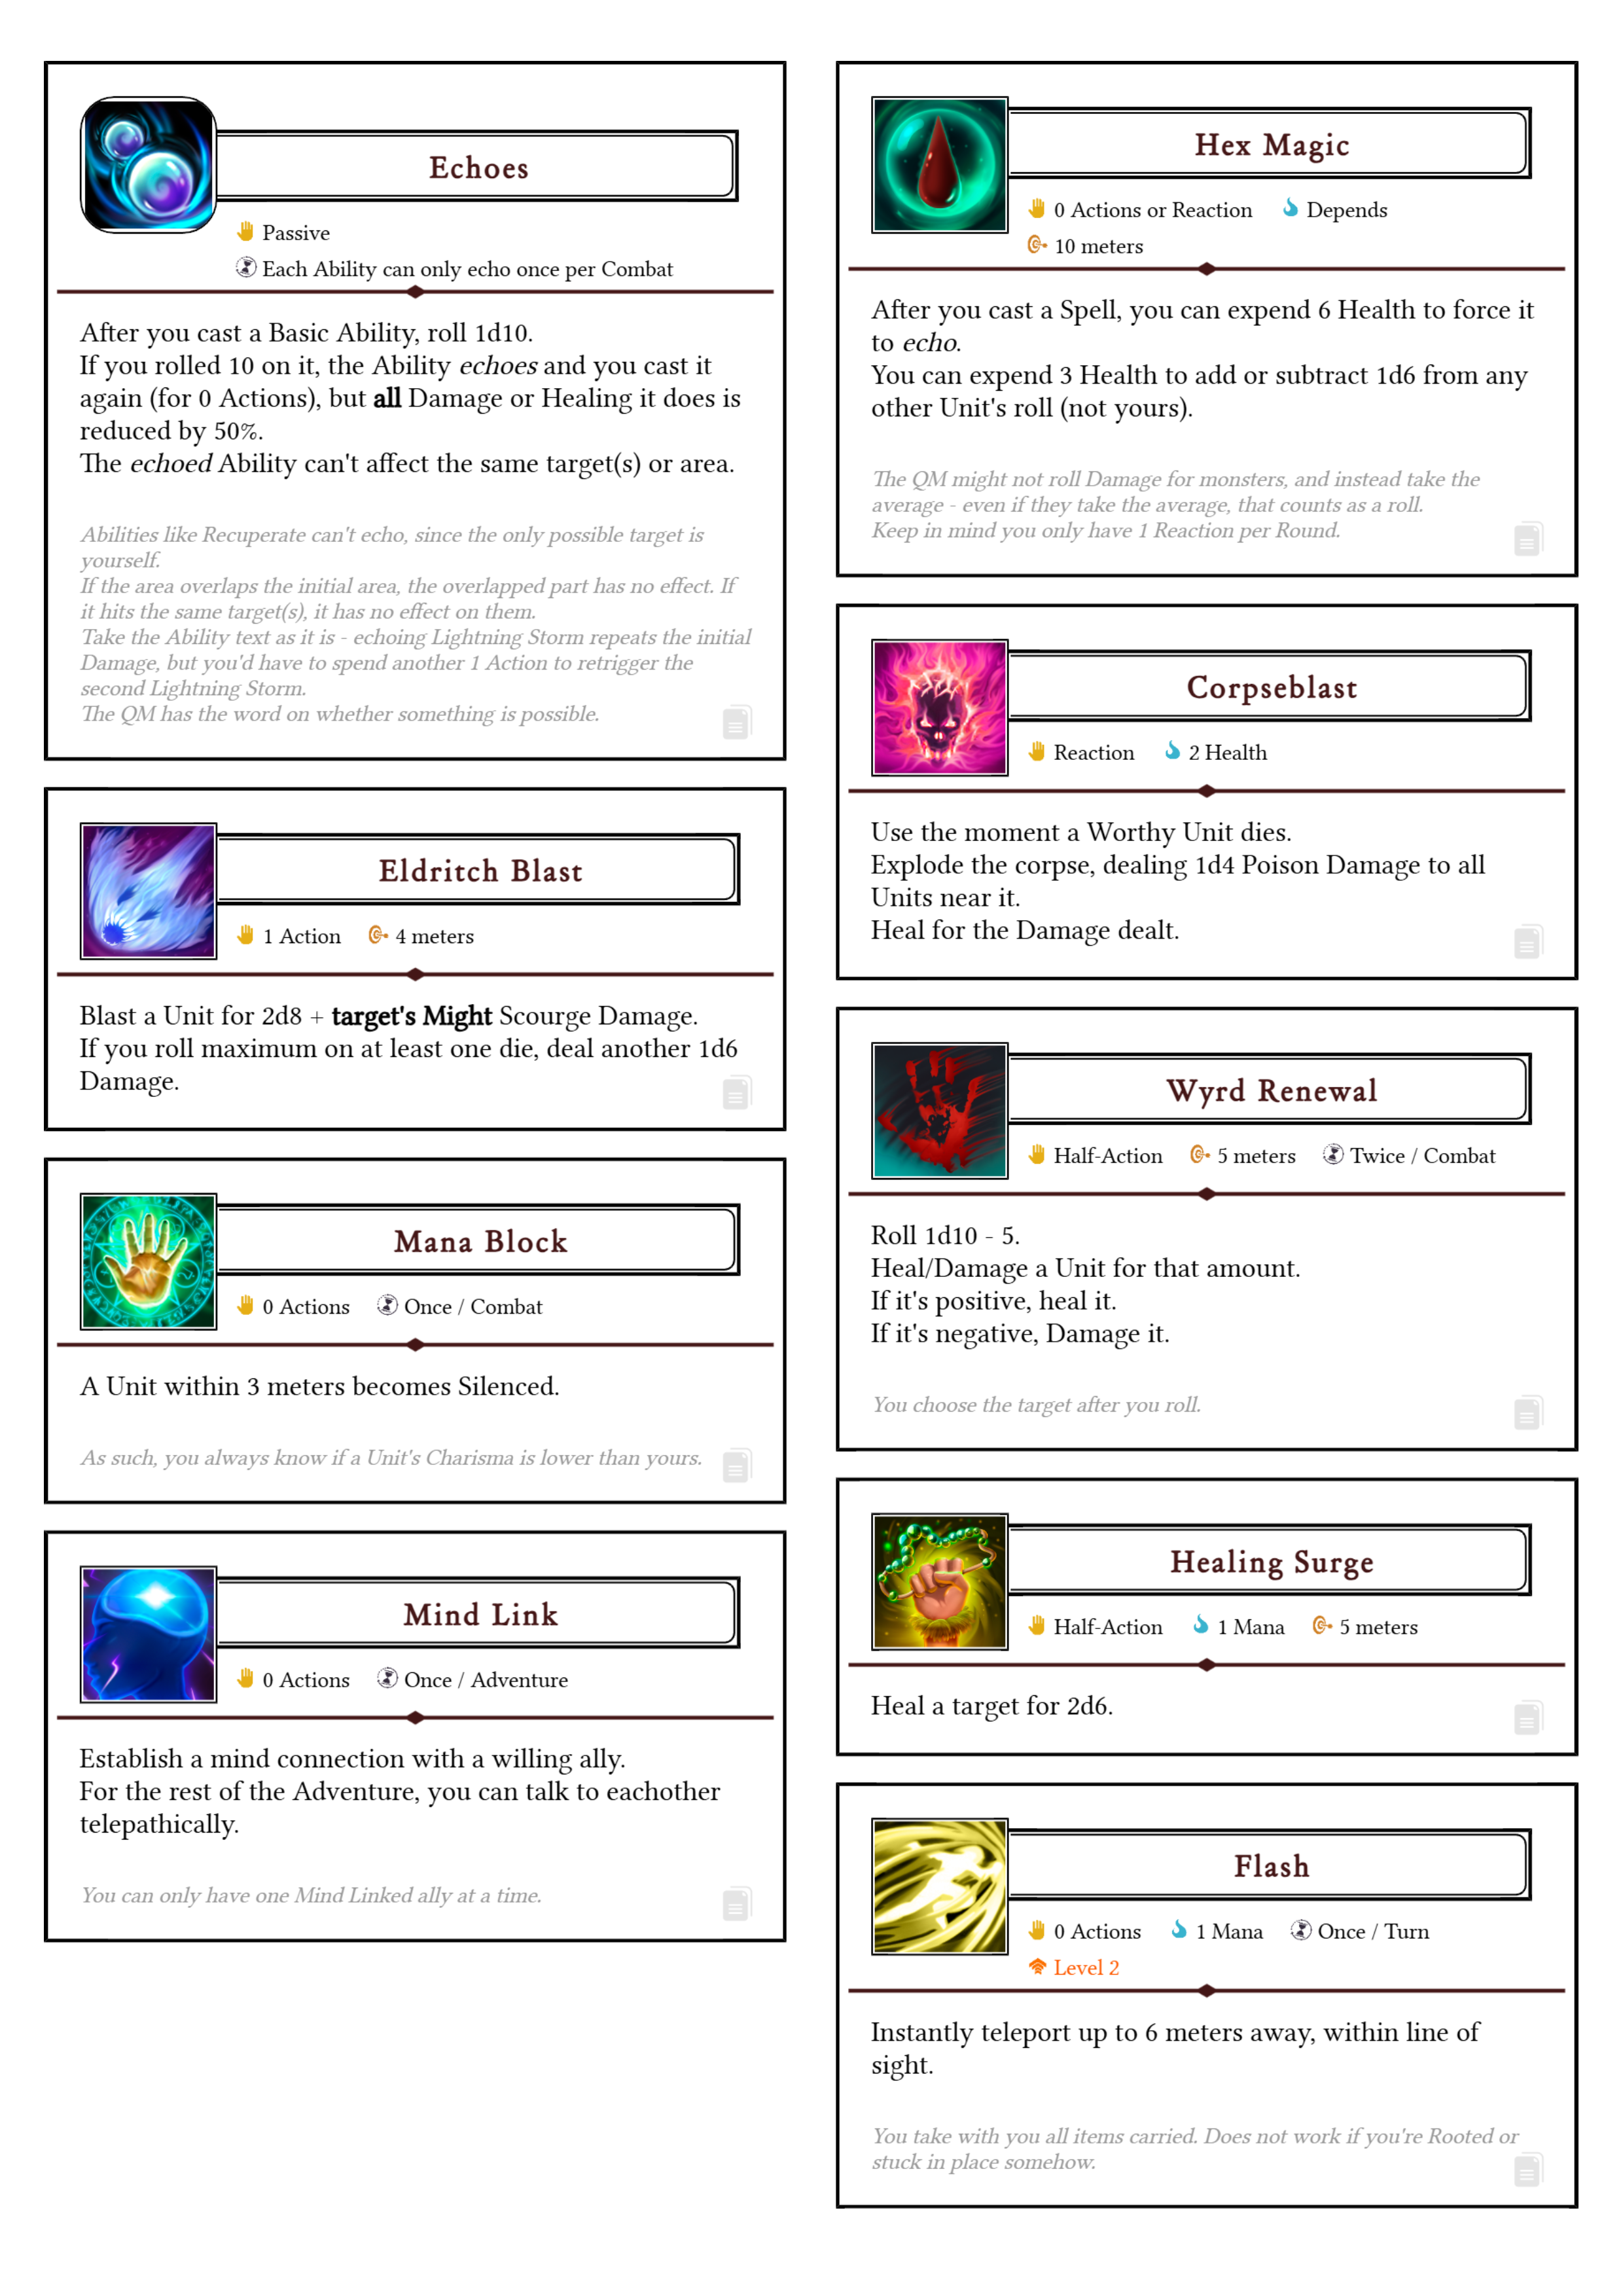 Echoes
Passive
Each Ability can only echo once per Combat
After you cast a Basic Ability, roll 1d10.
If you rolled 10 on it, the Ability echoes and you cast it
again (for 0 Actions), but all Damage or Healing it does is
reduced by 50%.
The echoed Ability can't affect the same target(s) or area.
Abilities like Recuperate can't echo, since the only possible target is
yourself.
If the area overlaps the initial area, the overlapped part has no effect. If
it hits the same target(s), it has no effect on them.
Take the Ability text as it is - echoing Lightning Storm repeats the initial
Damage, but you'd have to spend another 1 Action to retrigger the
second Lightning Storm.
The QM has the word on whether something is possible.
Eldritch Blast
1 Action 4 meters
Blast a Unit for 2d8 + target's Might Scourge Damage.
If you roll maximum on at least one die, deal another 1d6
Damage.
Mana Block
0 Actions Once / Combat
A Unit within 3 meters becomes Silenced.
As such, you always know if a Unit's Charisma is lower than yours.
Mind Link
0 Actions Once / Adventure
Establish a mind connection with a willing ally.
For the rest of the Adventure, you can talk to eachother
telepathically.
You can only have one Mind Linked ally at a time.
Hex Magic
0 Actions or Reaction Depends
10 meters
After you cast a Spell, you can expend 6 Health to force it
to echo.
You can expend 3 Health to add or subtract 1d6 from any
other Unit's roll (not yours).
The QM might not roll Damage for monsters, and instead take the
average - even if they take the average, that counts as a roll.
Keep in mind you only have 1 Reaction per Round.
Corpseblast
Reaction 2 Health
Use the moment a Worthy Unit dies.
Explode the corpse, dealing 1d4 Poison Damage to all
Units near it.
Heal for the Damage dealt.
Wyrd Renewal
Half-Action 5 meters Twice / Combat
Roll 1d10 - 5.
Heal/Damage a Unit for that amount.
If it's positive, heal it.
If it's negative, Damage it.
You choose the target after you roll.
Healing Surge
Half-Action 1 Mana 5 meters
Heal a target for 2d6.
Flash
0 Actions 1 Mana Once / Turn
Level 2
Instantly teleport up to 6 meters away, within line of
sight.
You take with you all items carried. Does not work if you're Rooted or
stuck in place somehow.